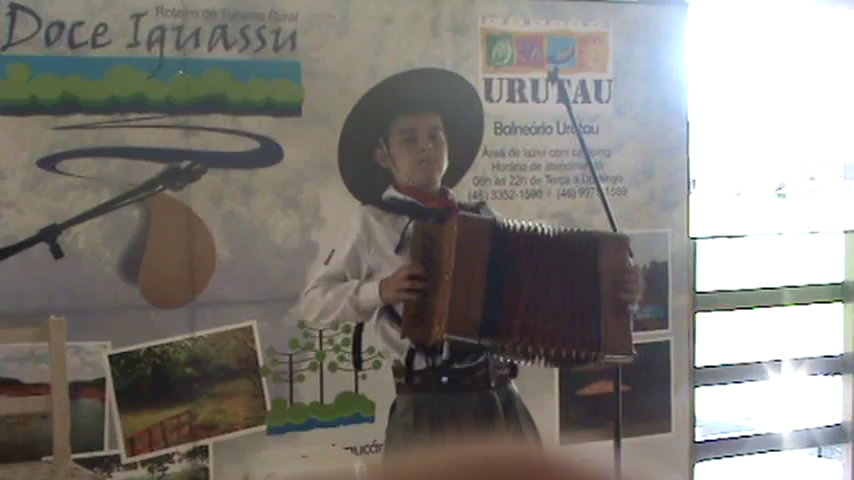 Roteiro de Turismo Rural
Doce Iguassu
URUTAU
Balneário Urutau
Área de lazer com camping
Horário de atendimento
08h às 22h de Terça a Domingo
(46) 3352-1590 /